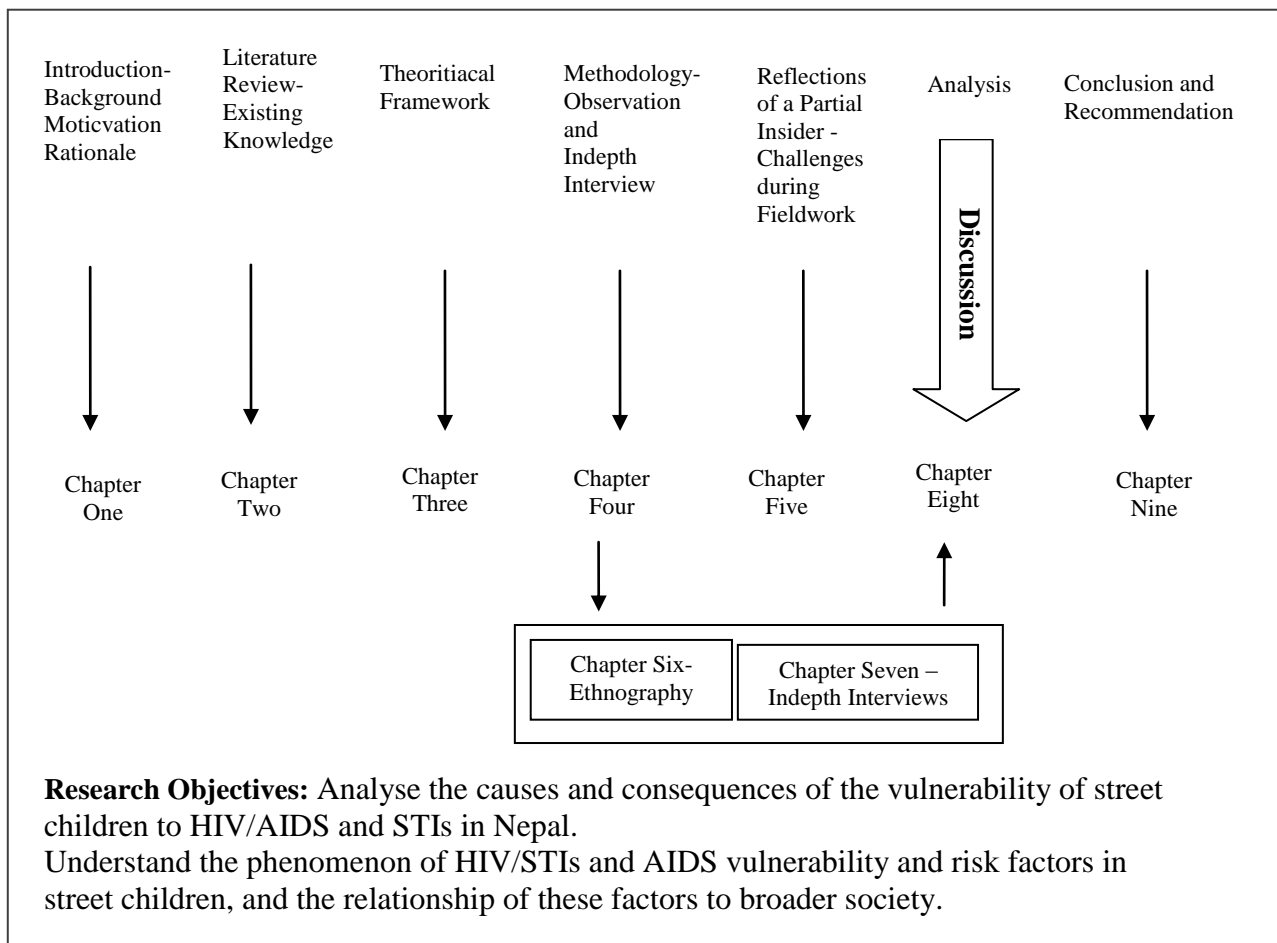 Introduction-
Background
Moticvation
Rationale
Literature
Review-
Existing
Knowledge
Theoritiacal
Framework
Methodology-
Observation
and
Indepth
Interview
Reflections
of a Partial
Insider -
Challenges
during
Fieldwork
Analysis
Conclusion and
Recommendation
Discussion
Chapter
One
Chapter
Two
Chapter
Three
Chapter
Four
Chapter
Five
Chapter
Eight
Chapter
Nine
Chapter Six-
Ethnography
Chapter Seven –
Indepth Interviews
Research Objectives: Analyse the causes and consequences of the vulnerability of street
children to HIV/AIDS and STIs in Nepal.
Understand the phenomenon of HIV/STIs and AIDS vulnerability and risk factors in
street children, and the relationship of these factors to broader society.